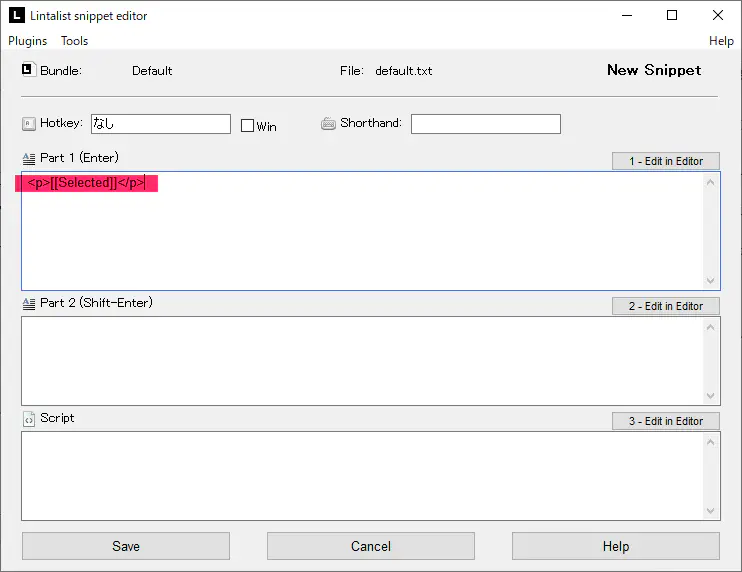 L Lintalist snippet editor
Plugins Tools Help
L Bundle: Default File: default.txt New Snippet
Hotkey: なし Win Shorthand:
Part 1 (Enter) 1 - Edit in Editor
<p>[[Selected]]</p>
Part 2 (Shift-Enter) 2 - Edit in Editor
Script 3 - Edit in Editor
Save Cancel Help